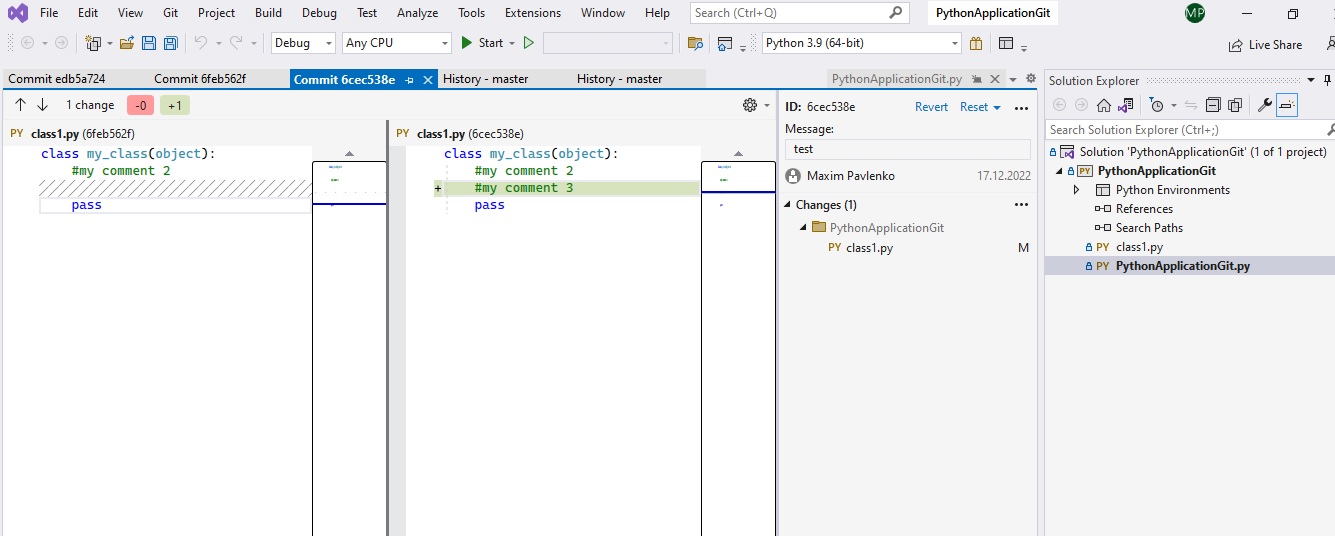 File Edit View Git Project Build Debug Test Analyze Tools Extensions Window Help Search (Ctrl+Q) PythonApplicationGit MP
Debug Any CPU Start Python 3.9 (64-bit) Live Share
Commit edb5a724 Commit 6feb562f Commit 6cec538e History - master History - master PythonApplicationGit.py
1 change -0 +1
PY class1.py (6feb562f)
class my_class(object):
#my comment 2
pass
PY class1.py (6cec538e)
class my_class(object):
#my comment 2
+ #my comment 3
pass
ID: 6cec538e Revert Reset
Message:
test
Maxim Pavlenko 17.12.2022
Changes (1)
PythonApplicationGit
PY class1.py M
Solution Explorer
Search Solution Explorer (Ctrl+;)
Solution 'PythonApplicationGit' (1 of 1 project)
PY PythonApplicationGit
Python Environments
References
Search Paths
PY class1.py
PY PythonApplicationGit.py